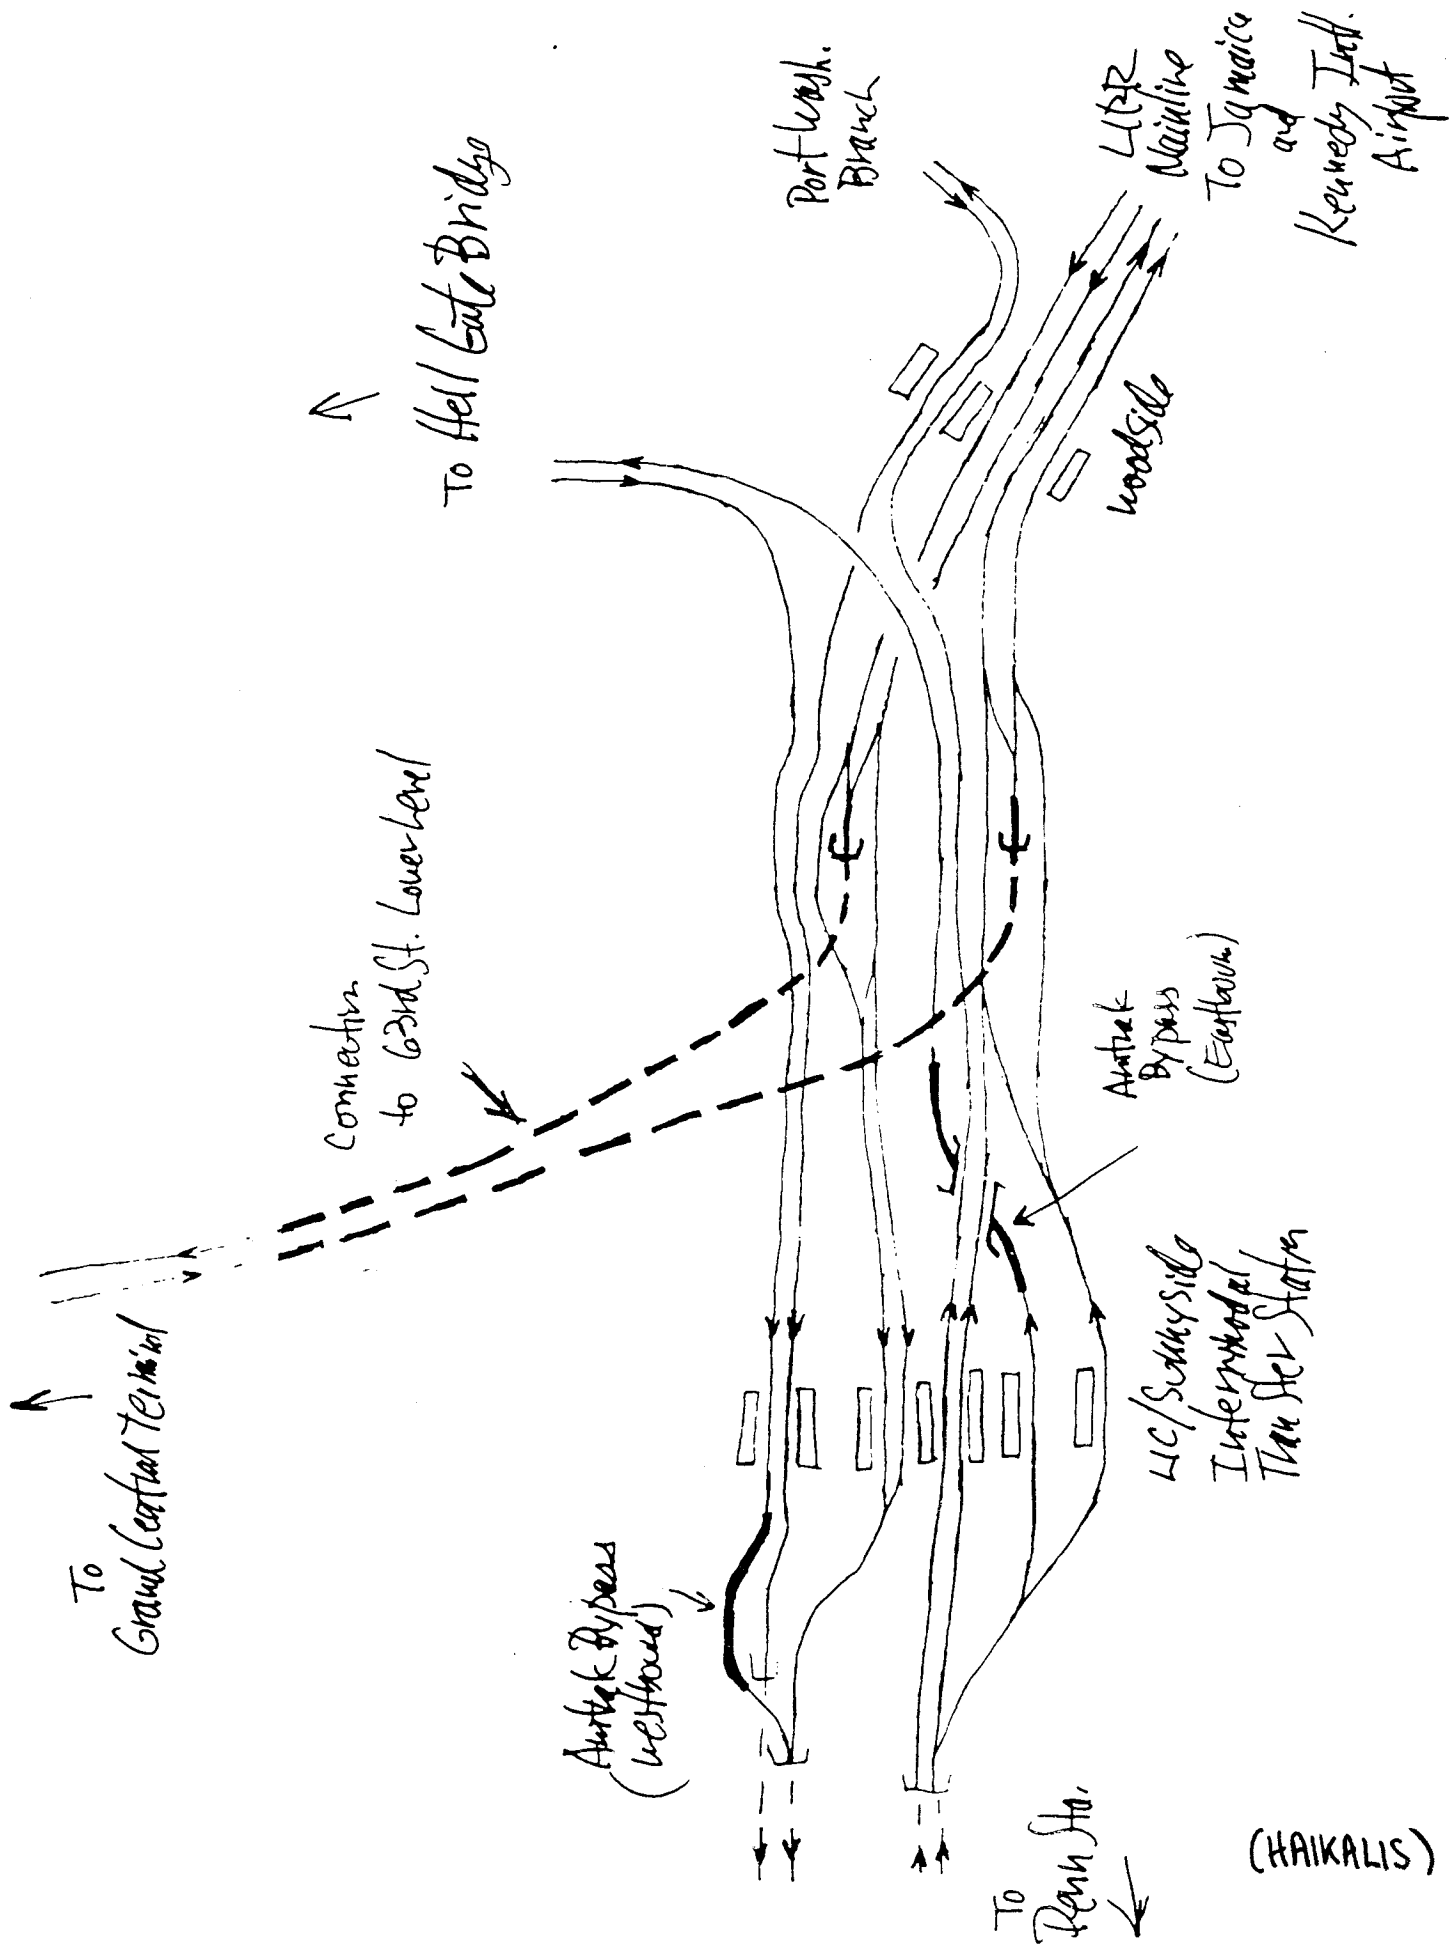 To
Grand Central Terminal
Connection
to 63rd St. Lower Level
To Hell Gate Bridge
Port Wash.
Branch
LIRR
Mainline
To Jamaica
and
Kennedy Intl.
Airport
Woodside
Amtrak Bypass
(Westbound)
Amtrak
Bypass
(Eastbound)
LIC/Sunnyside
Intermodal
Transfer Station
To
Penn Sta.
(HAIKALIS)